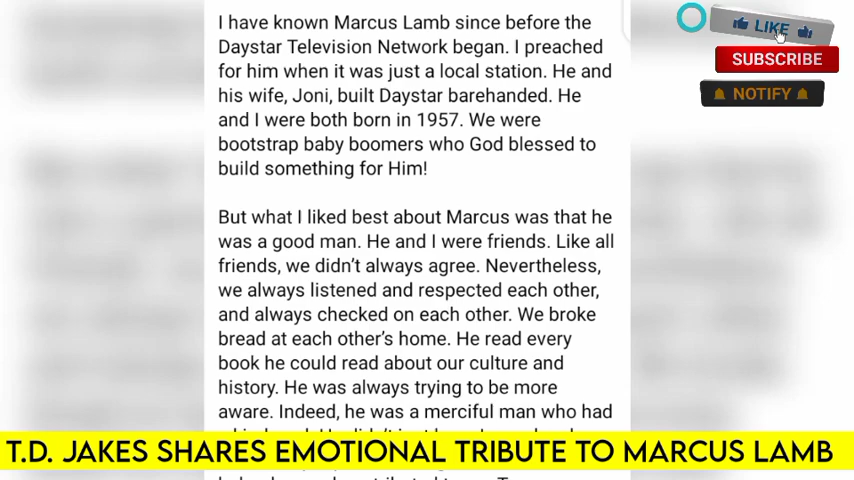 I have known Marcus Lamb since before the
Daystar Television Network began. I preached
for him when it was just a local station. He and
his wife, Joni, built Daystar barehanded. He
and I were both born in 1957. We were
bootstrap baby boomers who God blessed to
build something for Him!
But what I liked best about Marcus was that he
was a good man. He and I were friends. Like all
friends, we didn't always agree. Nevertheless,
we always listened and respected each other,
and always checked on each other. We broke
bread at each other's home. He read every
book he could read about our culture and
history. He was always trying to be more
aware. Indeed, he was a merciful man who had
LIKE
SUBSCRIBE
NOTIFY
T.D. JAKES SHARES EMOTIONAL TRIBUTE TO MARCUS LAMB